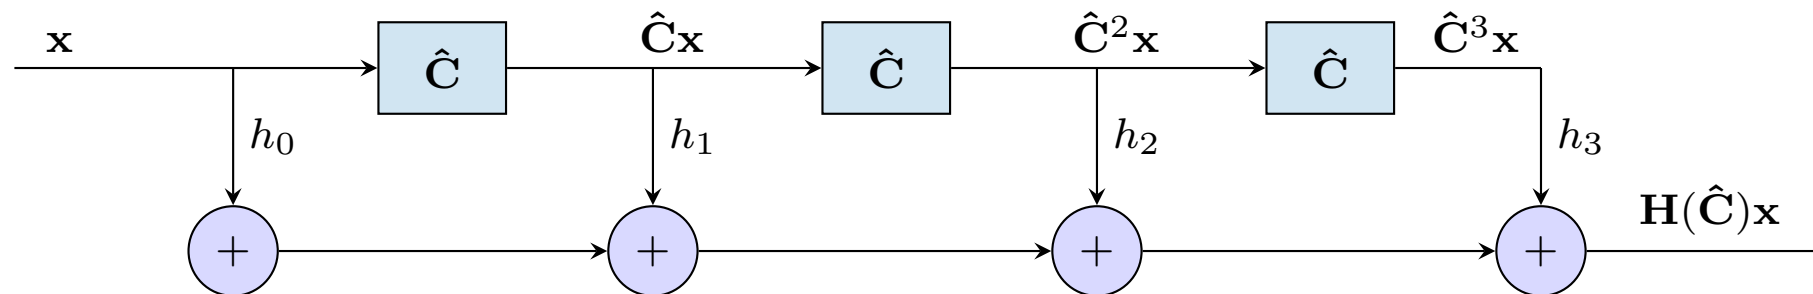 x Ĉx Ĉ²x Ĉ³x
Ĉ Ĉ Ĉ
h₀ h₁ h₂ h₃
H(Ĉ)x
+ + + +